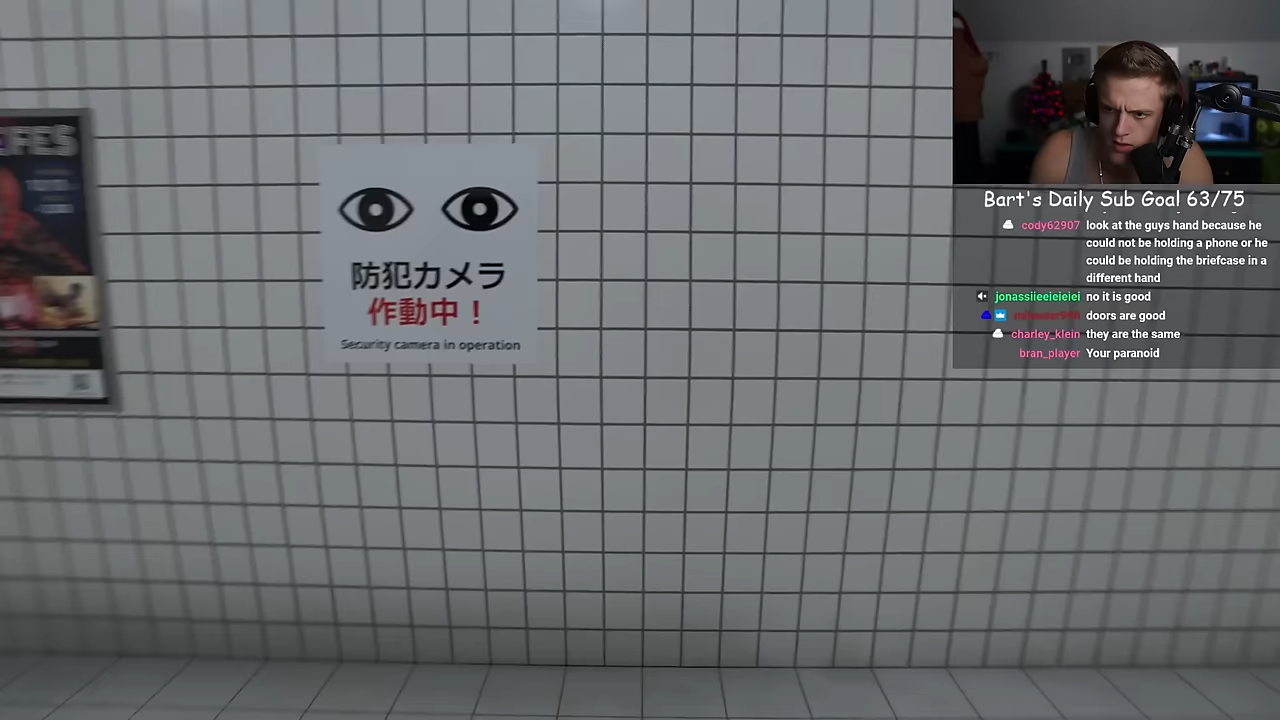 防犯カメラ
作動中！
Security camera in operation
Bart's Daily Sub Goal 63/75
cody62907 look at the guys hand because he
could not be holding a phone or he
could be holding the briefcase in a
different hand
jonassiieeieieiei no it is good
doors are good
charley_klein they are the same
bran_player Your paranoid